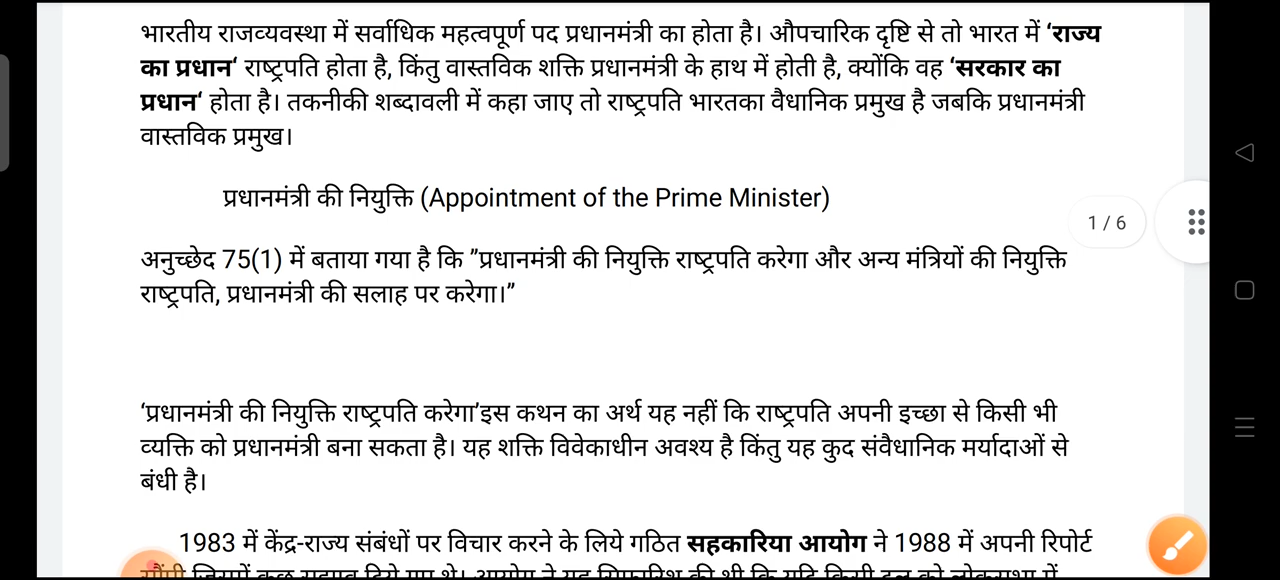 भारतीय राजव्यवस्था में सर्वाधिक महत्वपूर्ण पद प्रधानमंत्री का होता है। औपचारिक दृष्टि से तो भारत में ‘राज्य
का प्रधान‘ राष्ट्रपति होता है, किंतु वास्तविक शक्ति प्रधानमंत्री के हाथ में होती है, क्योंकि वह ‘सरकार का
प्रधान‘ होता है। तकनीकी शब्दावली में कहा जाए तो राष्ट्रपति भारतका वैधानिक प्रमुख है जबकि प्रधानमंत्री
वास्तविक प्रमुख।
प्रधानमंत्री की नियुक्ति (Appointment of the Prime Minister)
1 / 6
अनुच्छेद 75(1) में बताया गया है कि ”प्रधानमंत्री की नियुक्ति राष्ट्रपति करेगा और अन्य मंत्रियों की नियुक्ति
राष्ट्रपति, प्रधानमंत्री की सलाह पर करेगा।”
‘प्रधानमंत्री की नियुक्ति राष्ट्रपति करेगा’इस कथन का अर्थ यह नहीं कि राष्ट्रपति अपनी इच्छा से किसी भी
व्यक्ति को प्रधानमंत्री बना सकता है। यह शक्ति विवेकाधीन अवश्य है किंतु यह कुद संवैधानिक मर्यादाओं से
बंधी है।
1983 में केंद्र-राज्य संबंधों पर विचार करने के लिये गठित सहकारिया आयोग ने 1988 में अपनी रिपोर्ट